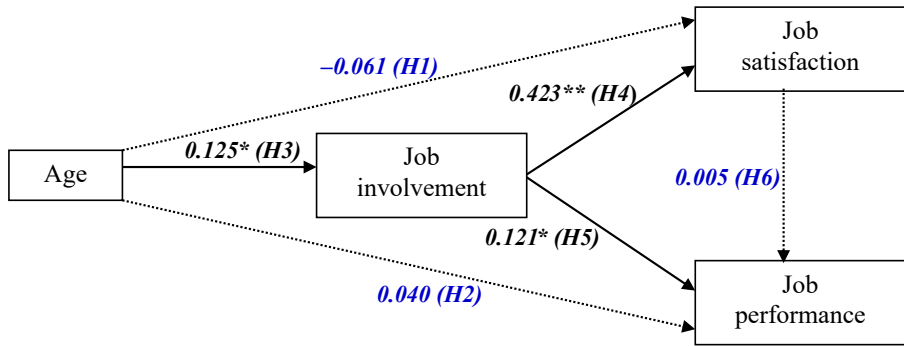 Job
satisfaction
–0.061 (H1)
0.423** (H4)
0.125* (H3)
Age
Job
involvement
0.005 (H6)
0.121* (H5)
0.040 (H2)
Job
performance